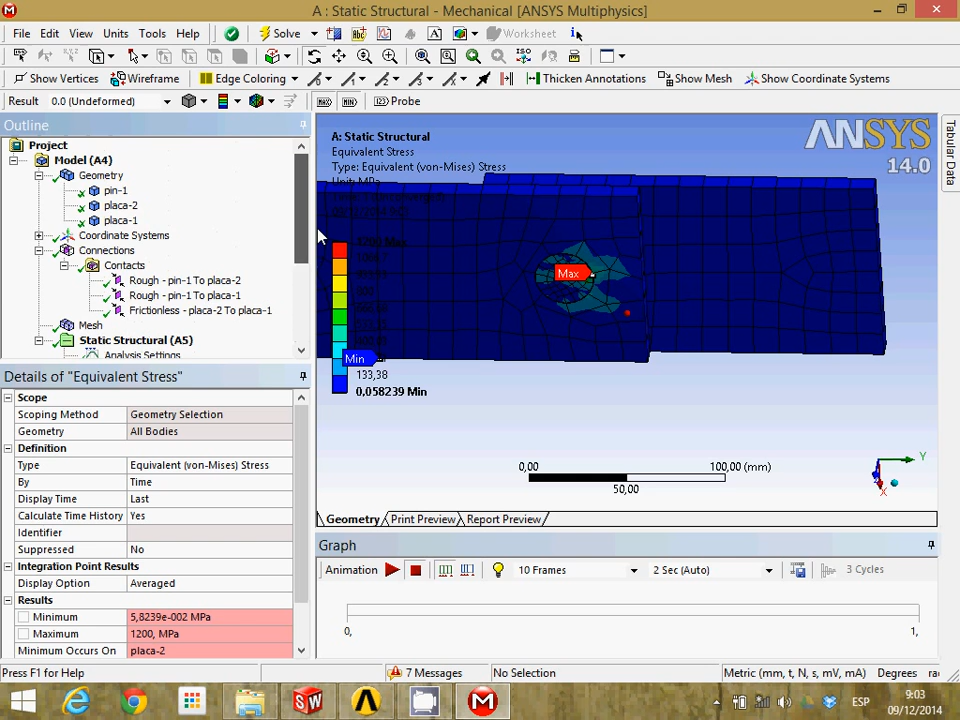 A : Static Structural - Mechanical [ANSYS Multiphysics]
File Edit View Units Tools Help Solve Worksheet
Show Vertices Wireframe Edge Coloring Thicken Annotations Show Mesh Show Coordinate Systems
Result 0.0 (Undeformed) MAX MIN Probe
Outline
Project
Model (A4)
Geometry
pin-1
placa-2
placa-1
Coordinate Systems
Connections
Contacts
Rough - pin-1 To placa-2
Rough - pin-1 To placa-1
Frictionless - placa-2 To placa-1
Mesh
Static Structural (A5)
Analysis Settings
Details of "Equivalent Stress"
Scope
Scoping Method Geometry Selection
Geometry All Bodies
Definition
Type Equivalent (von-Mises) Stress
By Time
Display Time Last
Calculate Time History Yes
Identifier
Suppressed No
Integration Point Results
Display Option Averaged
Results
Minimum 5,8239e-002 MPa
Maximum 1200, MPa
Minimum Occurs On placa-2
A: Static Structural
Equivalent Stress
Type: Equivalent (von-Mises) Stress
Unit: MPa
1200 Max
800
133,38
0,058239 Min
Max
Min
ANSYS
14.0
0,00 100,00 (mm)
50,00
Y
X
Tabular Data
Geometry Print Preview Report Preview
Graph
Animation 10 Frames 2 Sec (Auto) 3 Cycles
0, 1,
Press F1 for Help 7 Messages No Selection Metric (mm, t, N, s, mV, mA) Degrees
ESP
9:03
09/12/2014